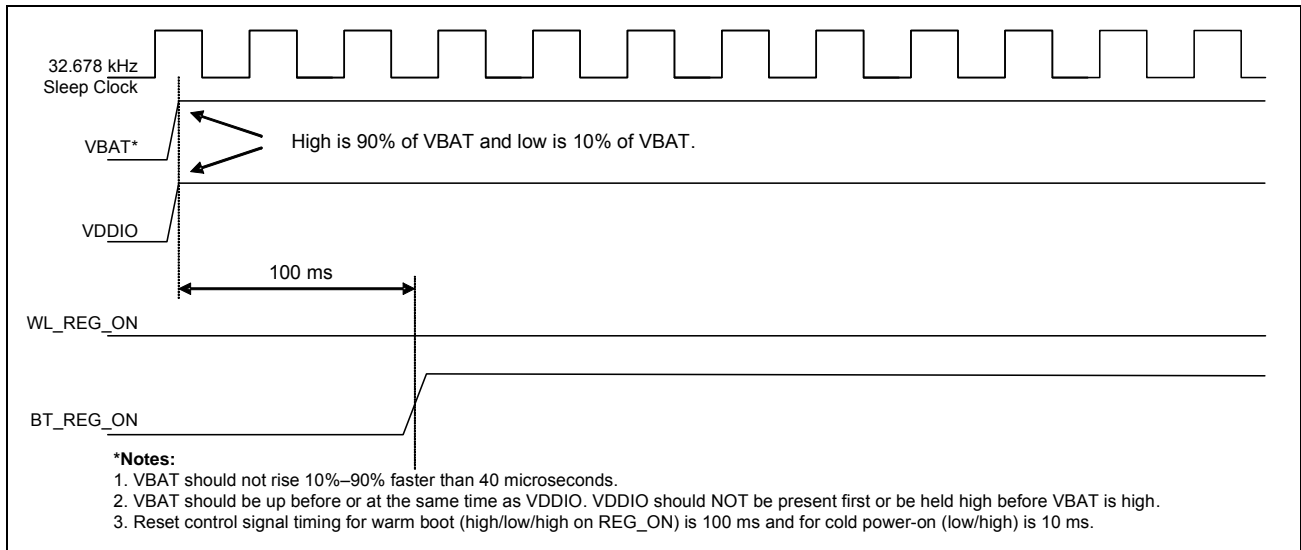 32.678 kHz
Sleep Clock
VBAT*
High is 90% of VBAT and low is 10% of VBAT.
VDDIO
100 ms
WL_REG_ON
BT_REG_ON
*Notes:
1. VBAT should not rise 10%–90% faster than 40 microseconds.
2. VBAT should be up before or at the same time as VDDIO. VDDIO should NOT be present first or be held high before VBAT is high.
3. Reset control signal timing for warm boot (high/low/high on REG_ON) is 100 ms and for cold power-on (low/high) is 10 ms.